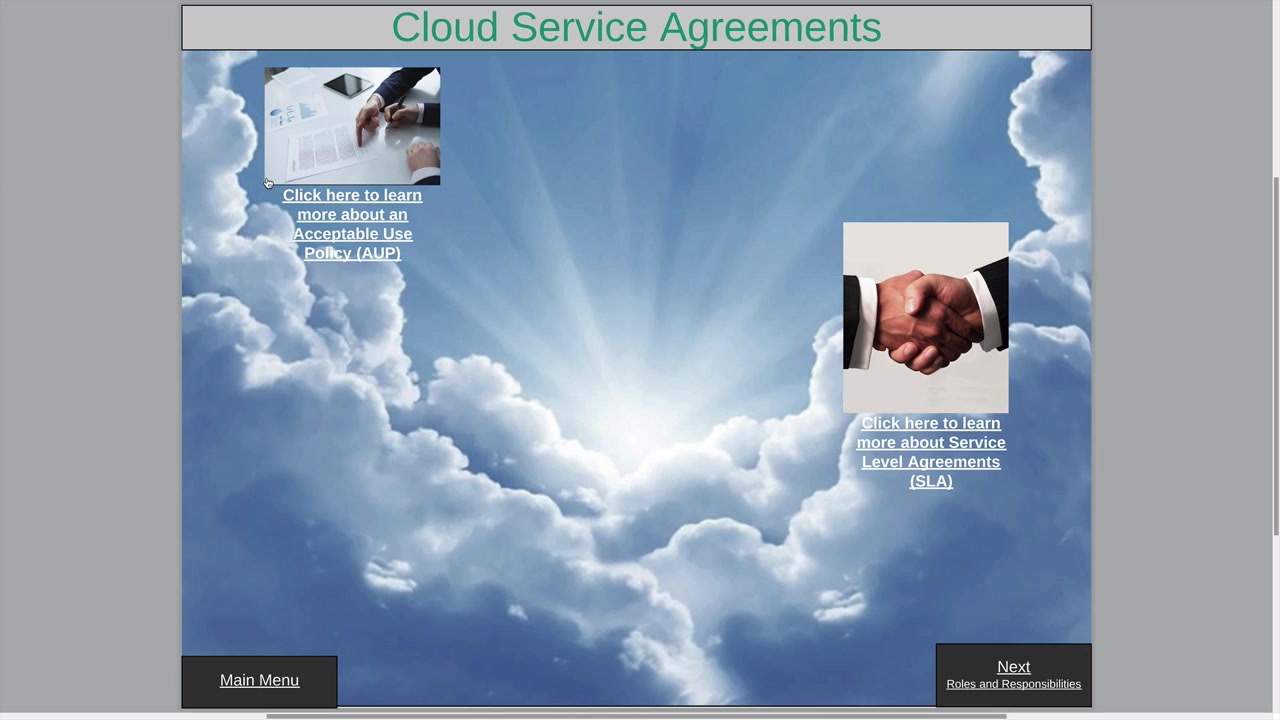 Cloud Service Agreements
Click here to learn
more about an
Acceptable Use
Policy (AUP)
Click here to learn
more about Service
Level Agreements
(SLA)
Main Menu
Next
Roles and Responsibilities